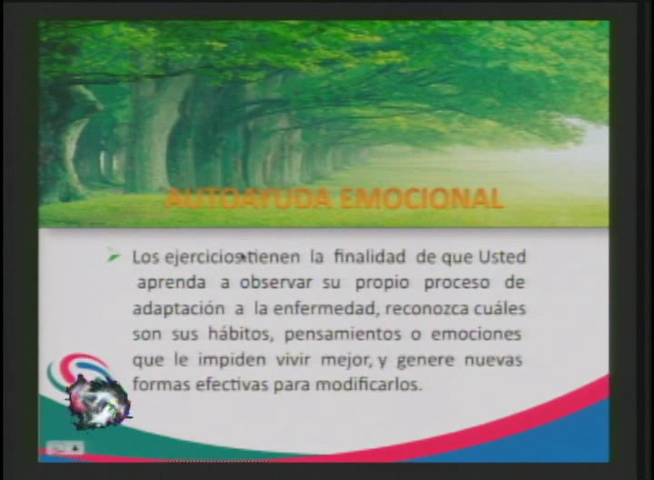 AUTOAYUDA EMOCIONAL
Los ejercicios tienen la finalidad de que Usted
aprenda a observar su propio proceso de
adaptación a la enfermedad, reconozca cuáles
son sus hábitos, pensamientos o emociones
que le impiden vivir mejor, y genere nuevas
formas efectivas para modificarlos.